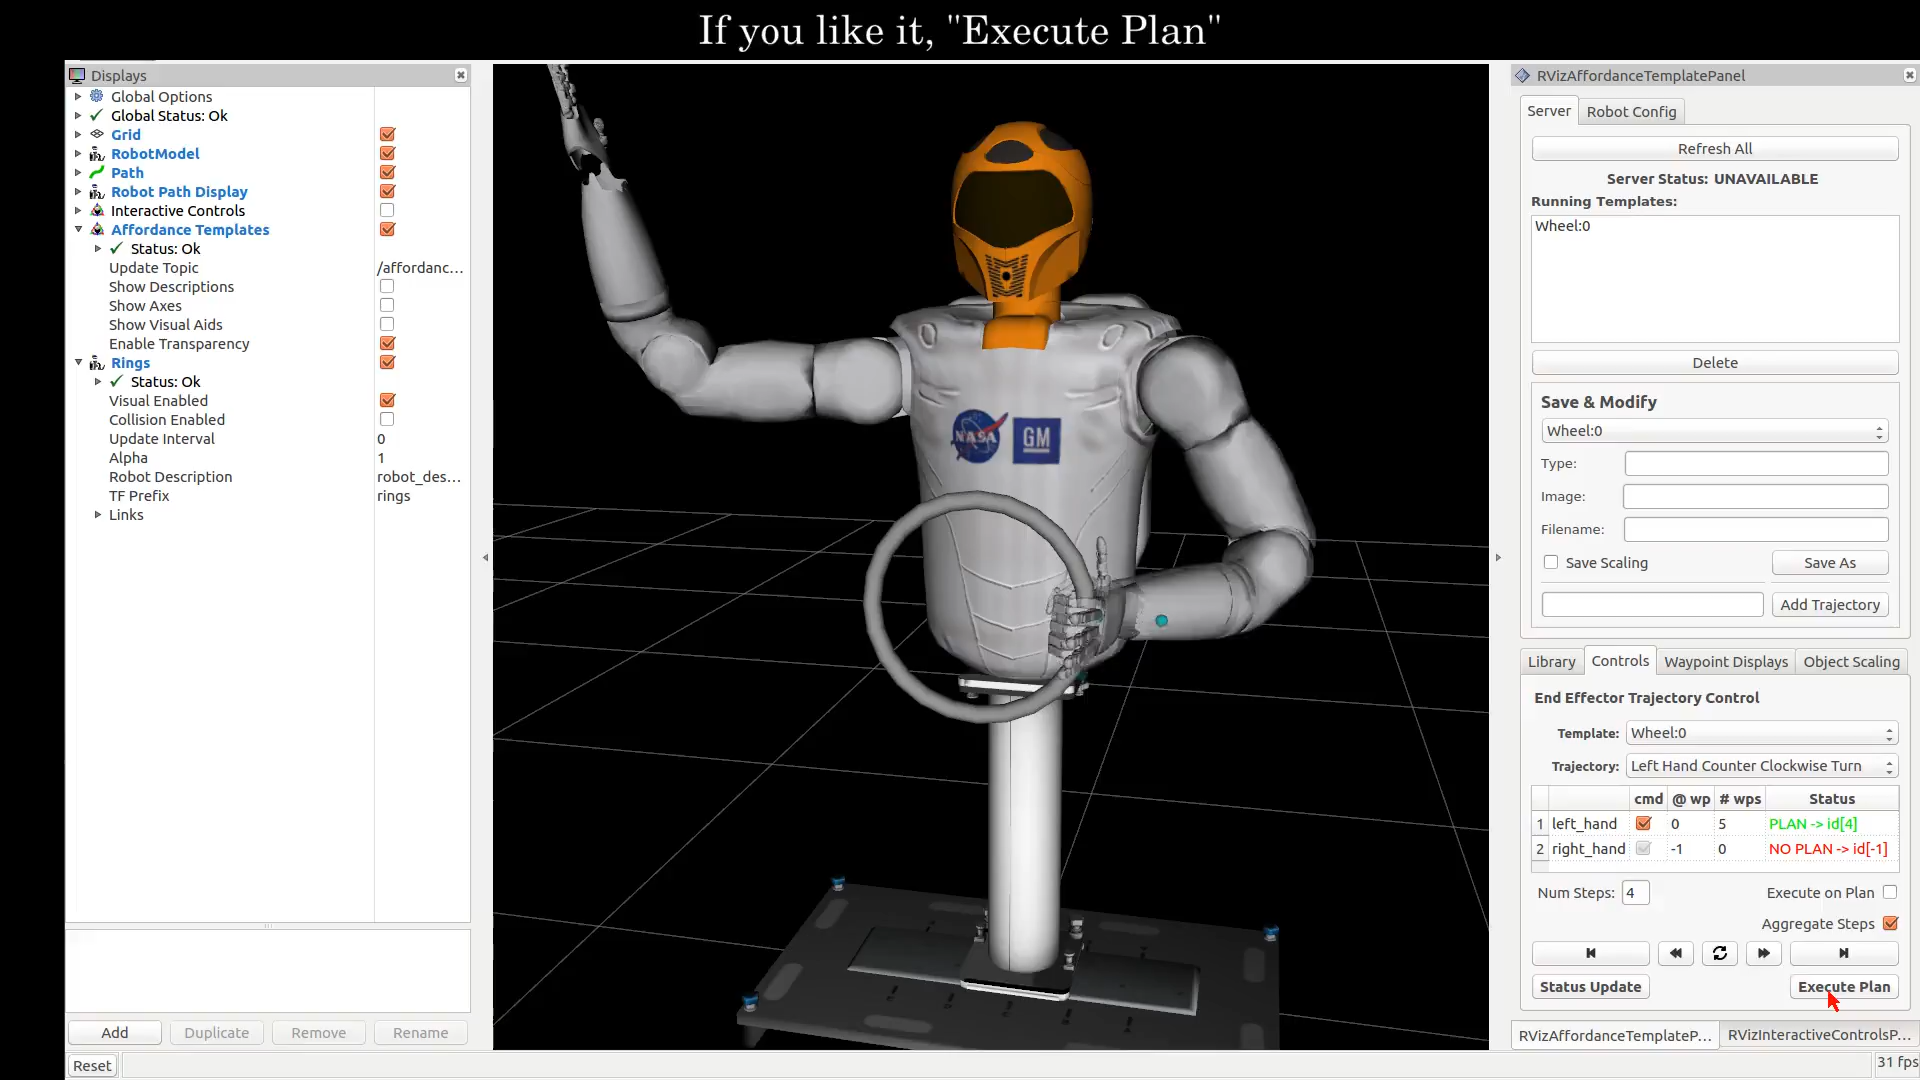 If you like it, "Execute Plan"
Displays
Global Options
Global Status: Ok
Grid
RobotModel
Path
Robot Path Display
Interactive Controls
Affordance Templates
Status: Ok
Update Topic /affordanc...
Show Descriptions
Show Axes
Show Visual Aids
Enable Transparency
Rings
Status: Ok
Visual Enabled
Collision Enabled
Update Interval 0
Alpha 1
Robot Description robot_des...
TF Prefix rings
Links
Add Duplicate Remove Rename
Reset
NASA GM
RVizAffordanceTemplatePanel
Server Robot Config
Refresh All
Server Status: UNAVAILABLE
Running Templates:
Wheel:0
Delete
Save & Modify
Wheel:0
Type:
Image:
Filename:
Save Scaling Save As
Add Trajectory
Library Controls Waypoint Displays Object Scaling
End Effector Trajectory Control
Template: Wheel:0
Trajectory: Left Hand Counter Clockwise Turn
cmd @ wp # wps Status
1 left_hand 0 5 PLAN -> id[4]
2 right_hand -1 0 NO PLAN -> id[-1]
Num Steps: 4 Execute on Plan
Aggregate Steps
Status Update Execute Plan
RVizAffordanceTemplateP... RVizInteractiveControlsP...
31 fps